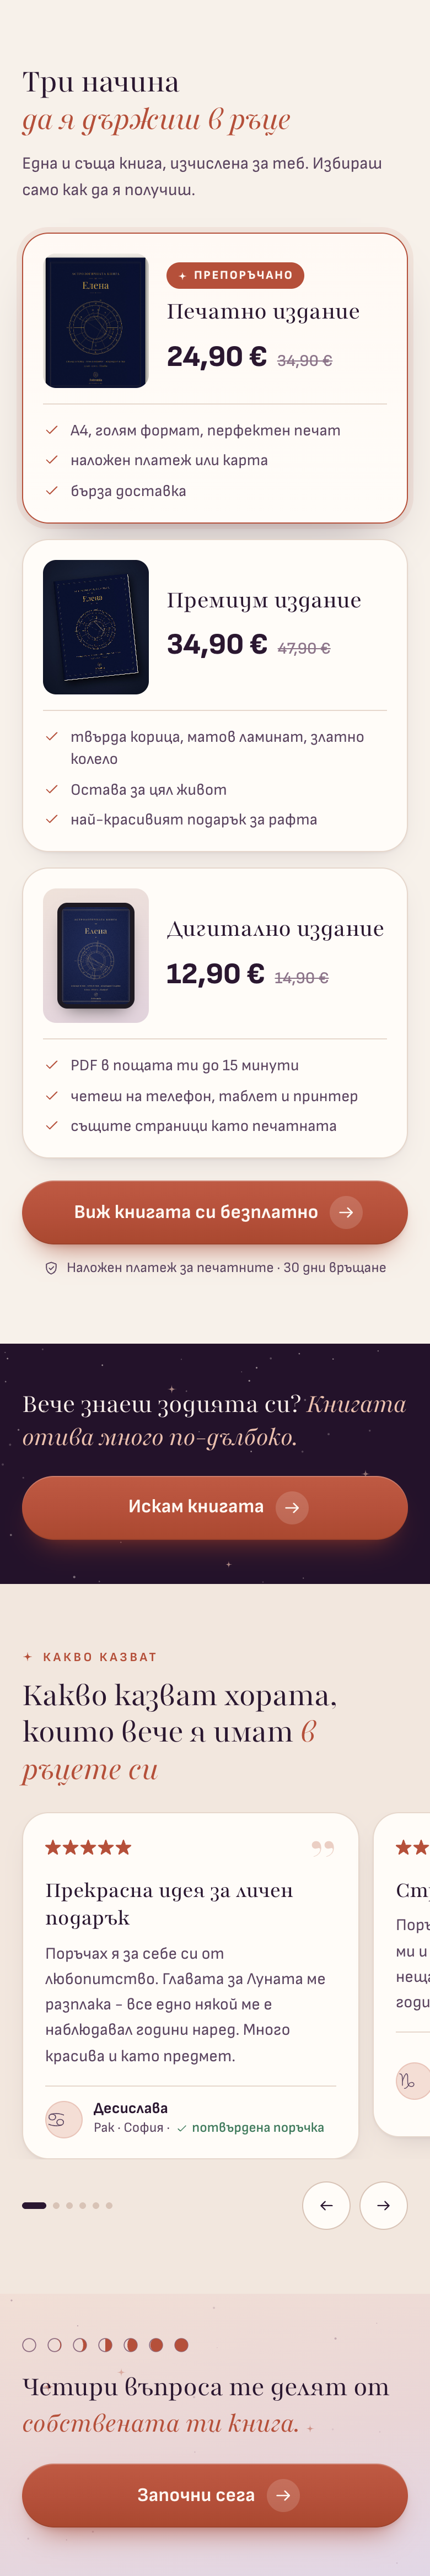 Три начина
да я държиш в ръце
Една и съща книга, изчислена за теб. Избираш
само как да я получиш.
Елена
ПРЕПОРЪЧАНО
Печатно издание
24,90 € 34,90 €
А4, голям формат, перфектен печат
наложен платеж или карта
бърза доставка
Елена
Премиум издание
34,90 € 47,90 €
твърда корица, матов ламинат, златно
колело
Остава за цял живот
най-красивият подарък за рафта
Елена
Дигитално издание
12,90 € 14,90 €
PDF в пощата ти до 15 минути
четеш на телефон, таблет и принтер
същите страници като печатната
Виж книгата си безплатно
Наложен платеж за печатните · 30 дни връщане
Вече знаеш зодията си? Книгата
отива много по-дълбоко.
Искам книгата
КАКВО КАЗВАТ
Какво казват хората,
които вече я имат в
ръцете си
Прекрасна идея за личен
подарък
Поръчах я за себе си от
любопитство. Главата за Луната ме
разплака - все едно някой ме е
наблюдавал години наред. Много
красива и като предмет.
Десислава
Рак · София · потвърдена поръчка
Четири въпроса те делят от
собствената ти книга.
Започни сега